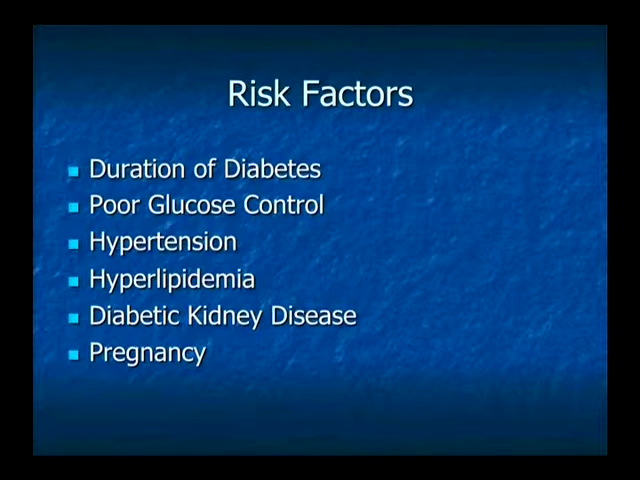 Risk Factors
Duration of Diabetes
Poor Glucose Control
Hypertension
Hyperlipidemia
Diabetic Kidney Disease
Pregnancy